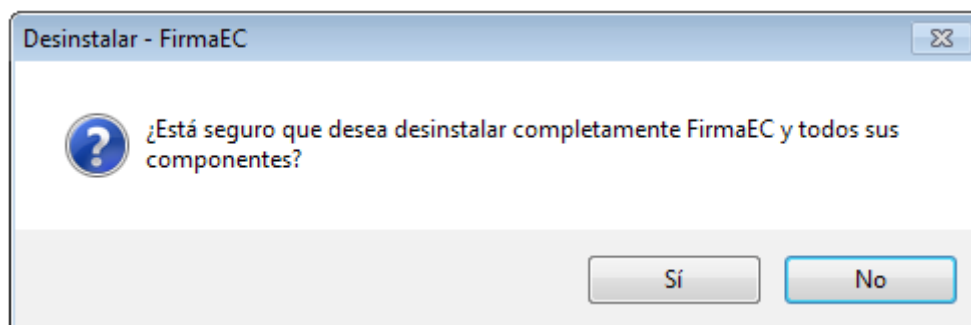 Desinstalar - FirmaEC
¿Está seguro que desea desinstalar completamente FirmaEC y todos sus
componentes?
Sí
No